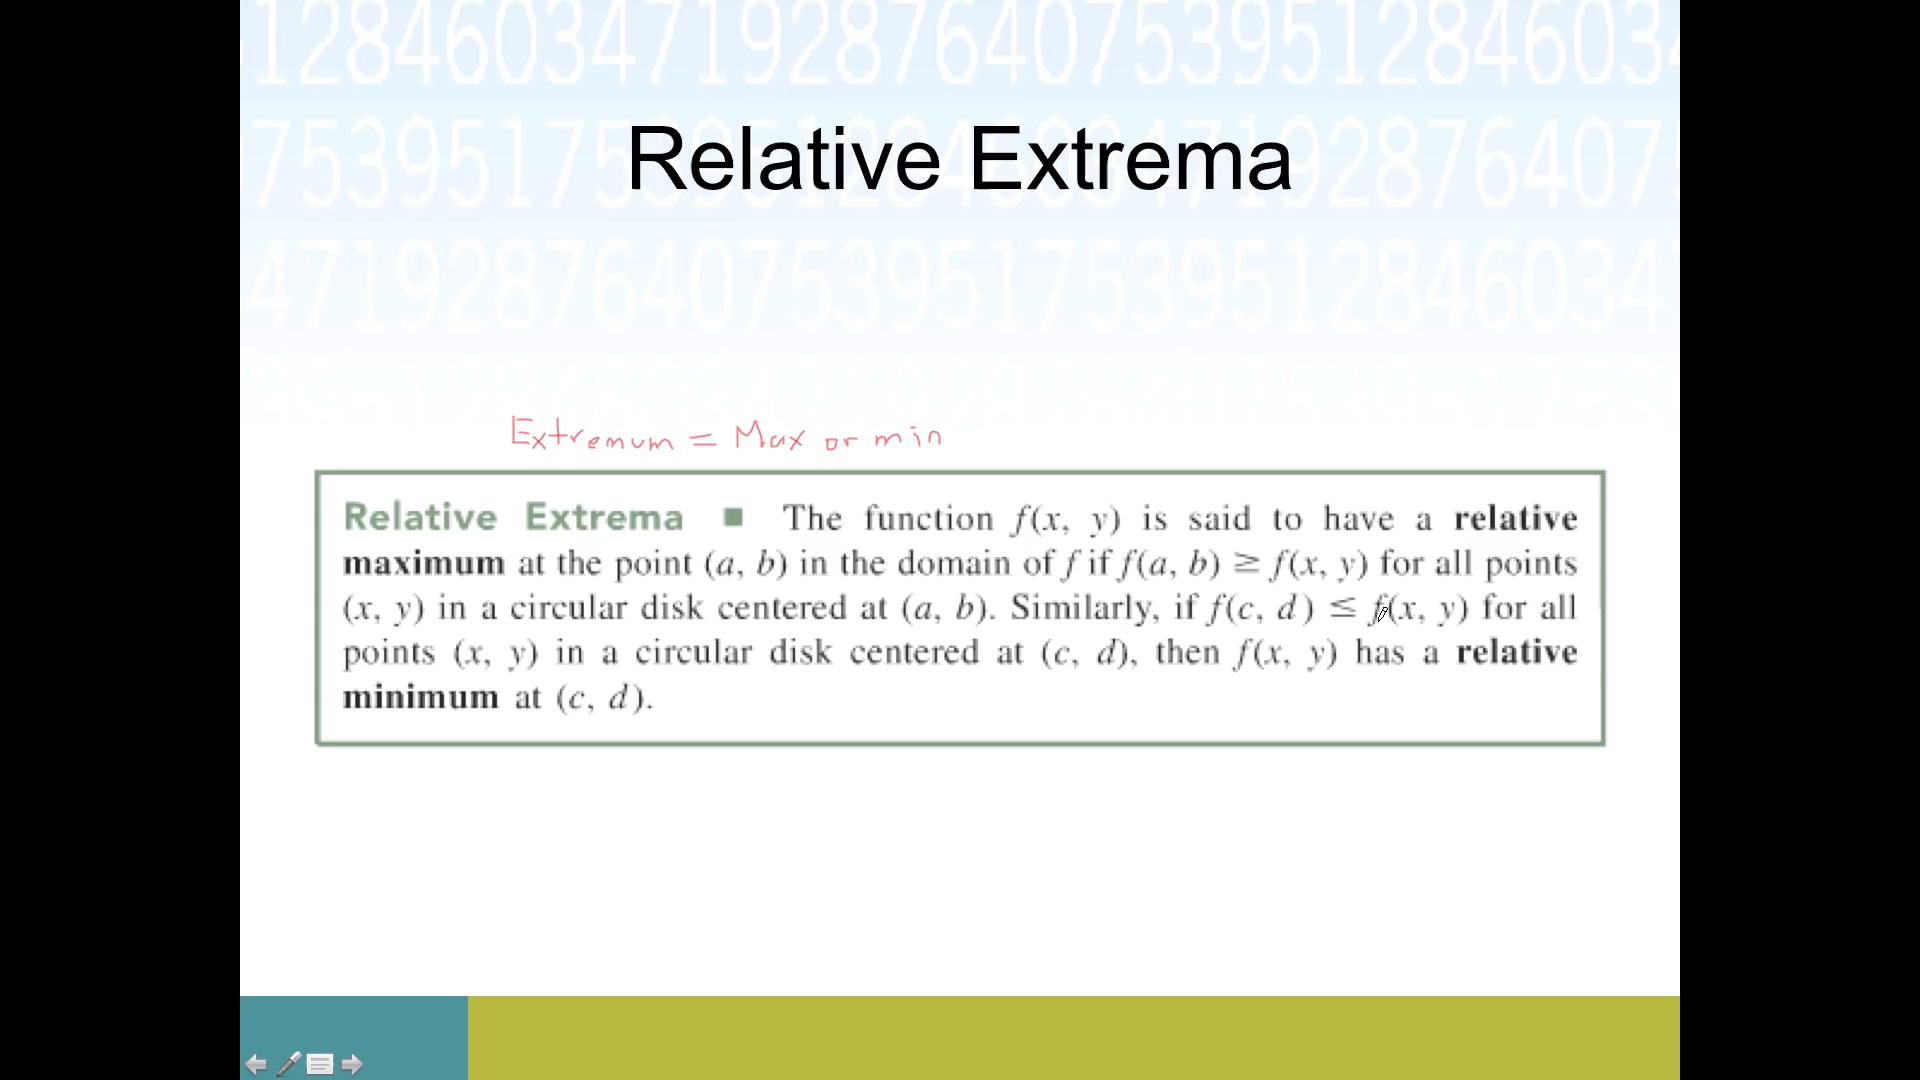 128460347192876407539517539512846034
Relative Extrema
Extremum = Max or min
Relative Extrema ■ The function f(x, y) is said to have a relative
maximum at the point (a, b) in the domain of f if f(a, b) ≥ f(x, y) for all points
(x, y) in a circular disk centered at (a, b). Similarly, if f(c, d) ≤ f(x, y) for all
points (x, y) in a circular disk centered at (c, d), then f(x, y) has a relative
minimum at (c, d).